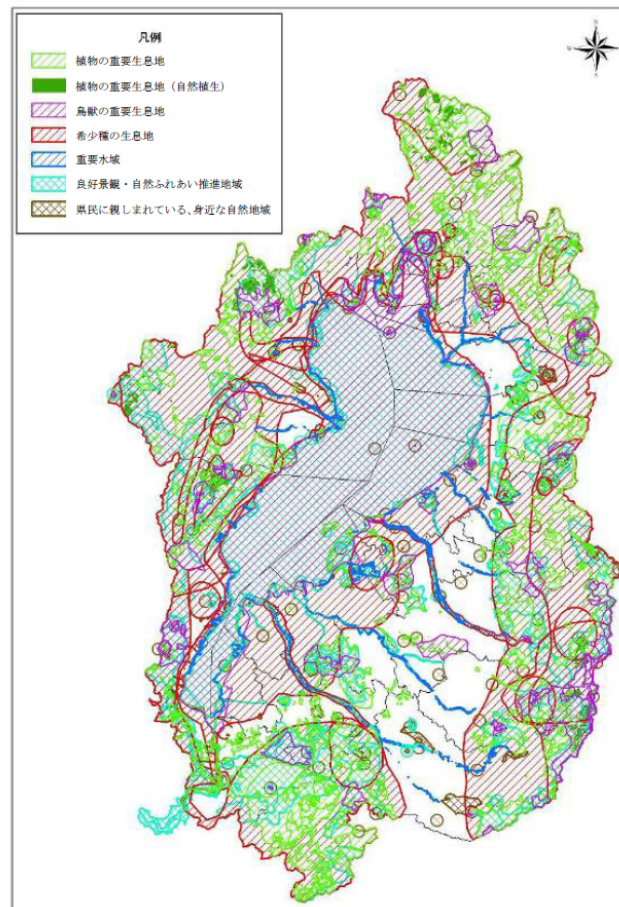 凡例
植物の重要生息地
植物の重要生息地（自然植生）
鳥獣の重要生息地
希少種の生息地
重要水域
良好景観・自然ふれあい推進地域
県民に親しまれている、身近な自然地域
N
W
E
S